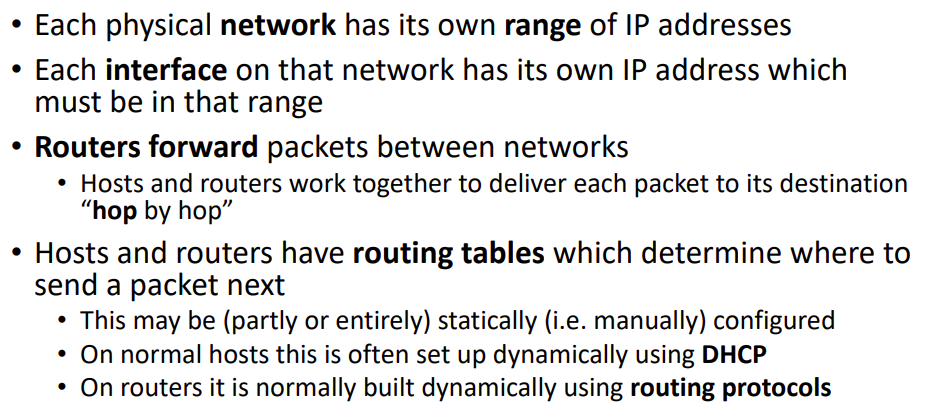 • Each physical network has its own range of IP addresses
• Each interface on that network has its own IP address which
must be in that range
• Routers forward packets between networks
• Hosts and routers work together to deliver each packet to its destination
“hop by hop”
• Hosts and routers have routing tables which determine where to
send a packet next
• This may be (partly or entirely) statically (i.e. manually) configured
• On normal hosts this is often set up dynamically using DHCP
• On routers it is normally built dynamically using routing protocols